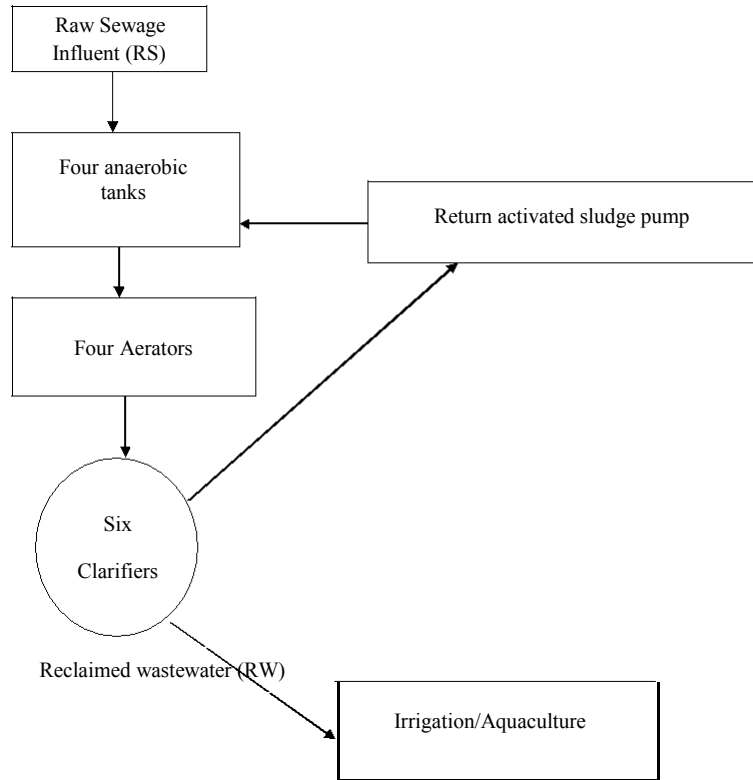 Raw Sewage
Influent (RS)
Four anaerobic
tanks
Return activated sludge pump
Four Aerators
Six
Clarifiers
Reclaimed wastewater (RW)
Irrigation/Aquaculture